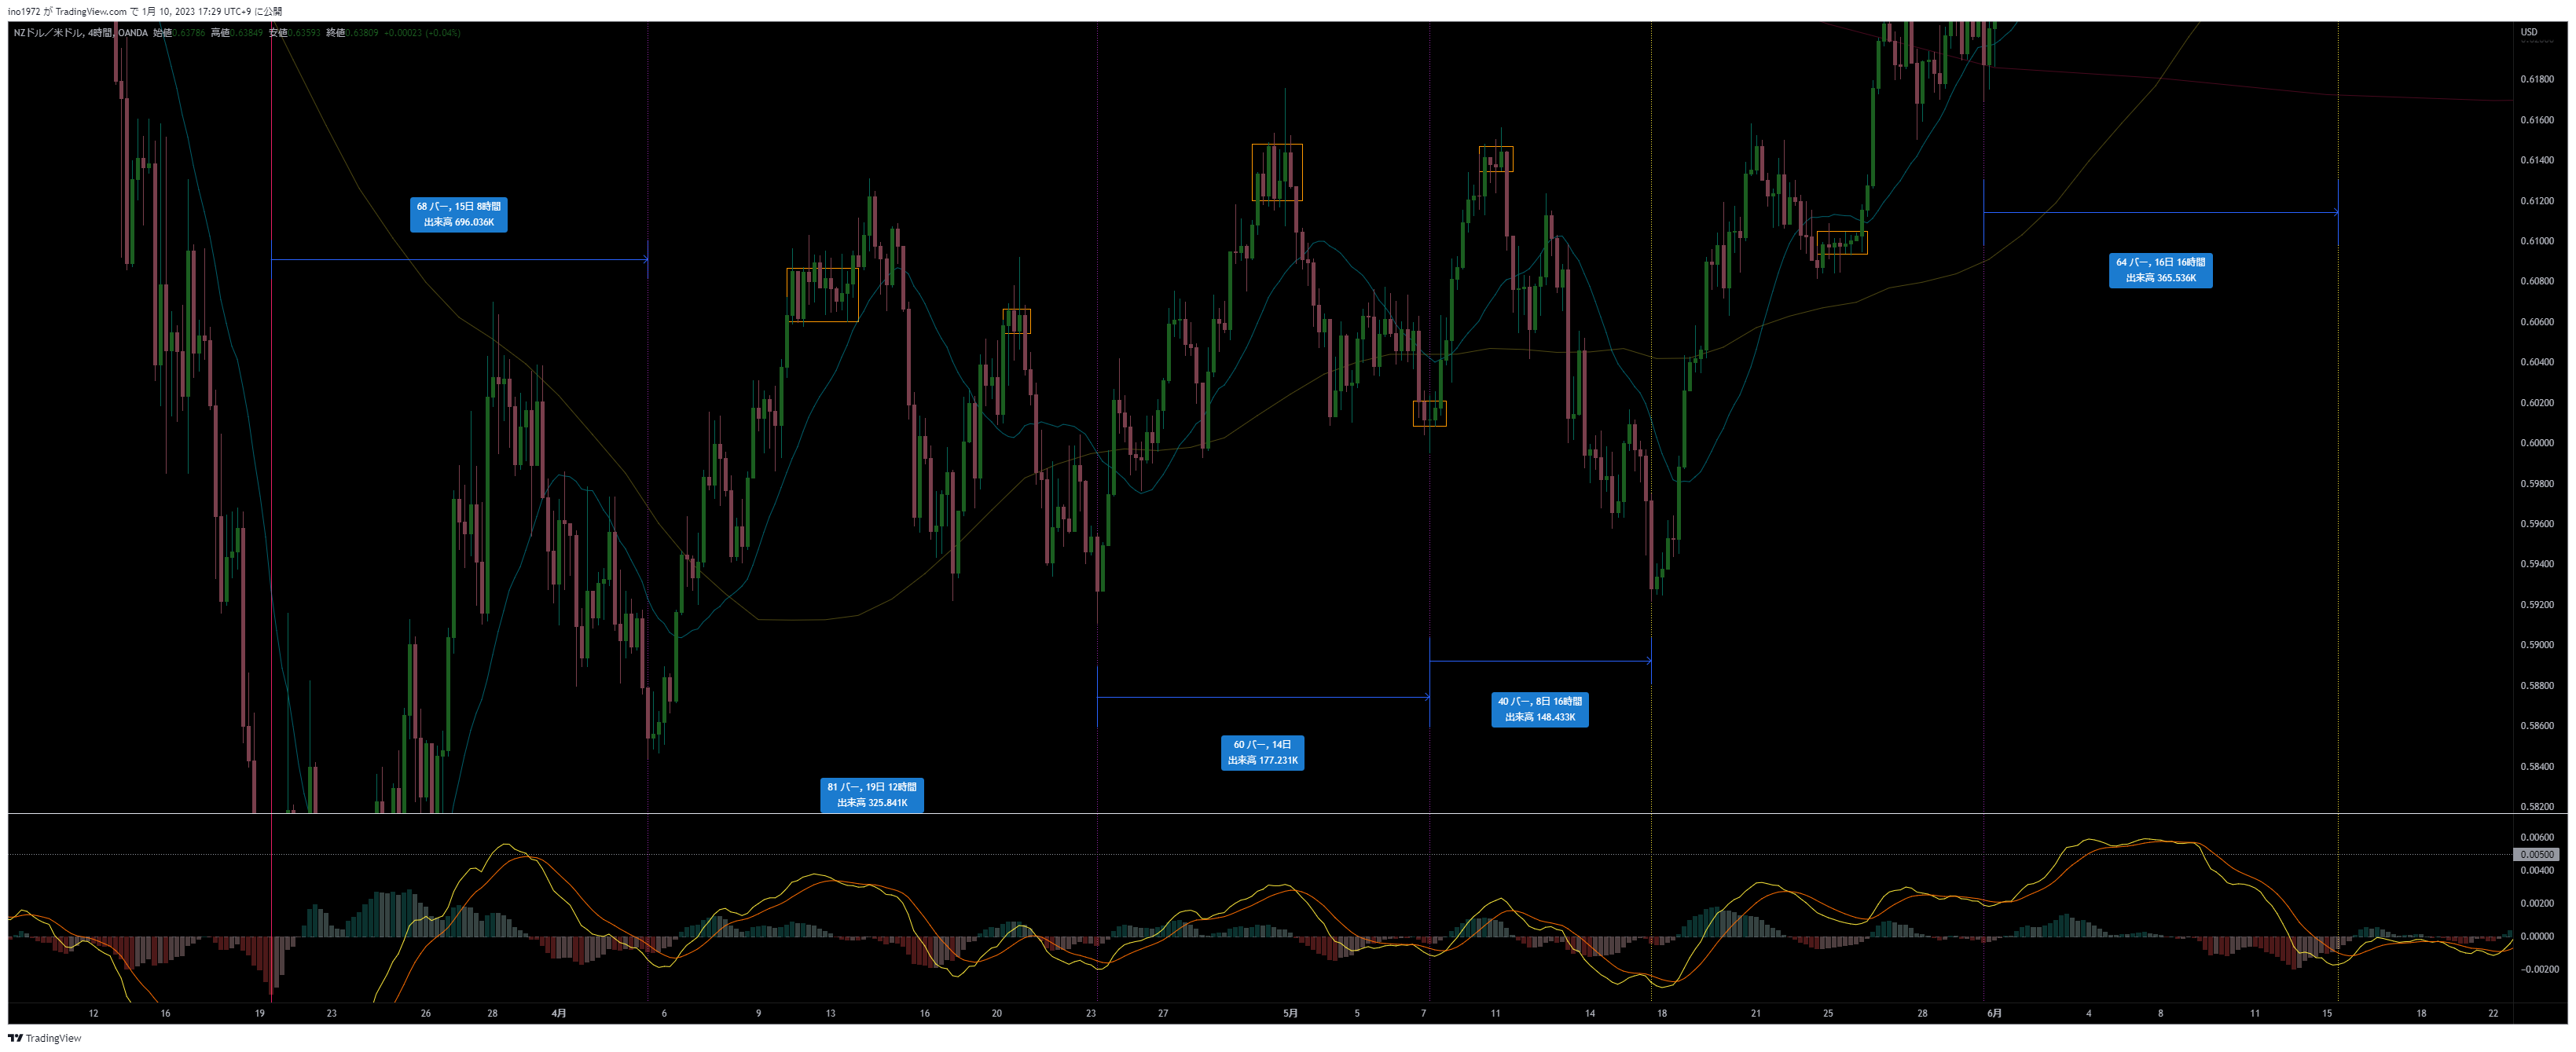 ino1972 が TradingView.com で 1月 10, 2023 17:29 UTC+9 に公開
NZドル／米ドル, 4時間, OANDA 始値0.63786 高値0.63849 安値0.63593 終値0.63809 +0.00023 (+0.04%)
USD
0.61800
0.61600
0.61400
0.61200
0.61000
0.60800
0.60600
0.60400
0.60200
0.60000
0.59800
0.59600
0.59400
0.59200
0.59000
0.58800
0.58600
0.58400
0.58200
68 バー, 15日 8時間
出来高 696.036K
64 バー, 16日 16時間
出来高 365.536K
40 バー, 8日 16時間
出来高 148.433K
60 バー, 14日
出来高 177.231K
81 バー, 19日 12時間
出来高 325.841K
0.00600
0.00500
0.00400
0.00200
0.00000
−0.00200
12 16 19 23 26 28 4月 6 9 13 16 20 23 27 5月 5 7 11 14 18 21 25 28 6月 4 8 11 15 18 22
TradingView